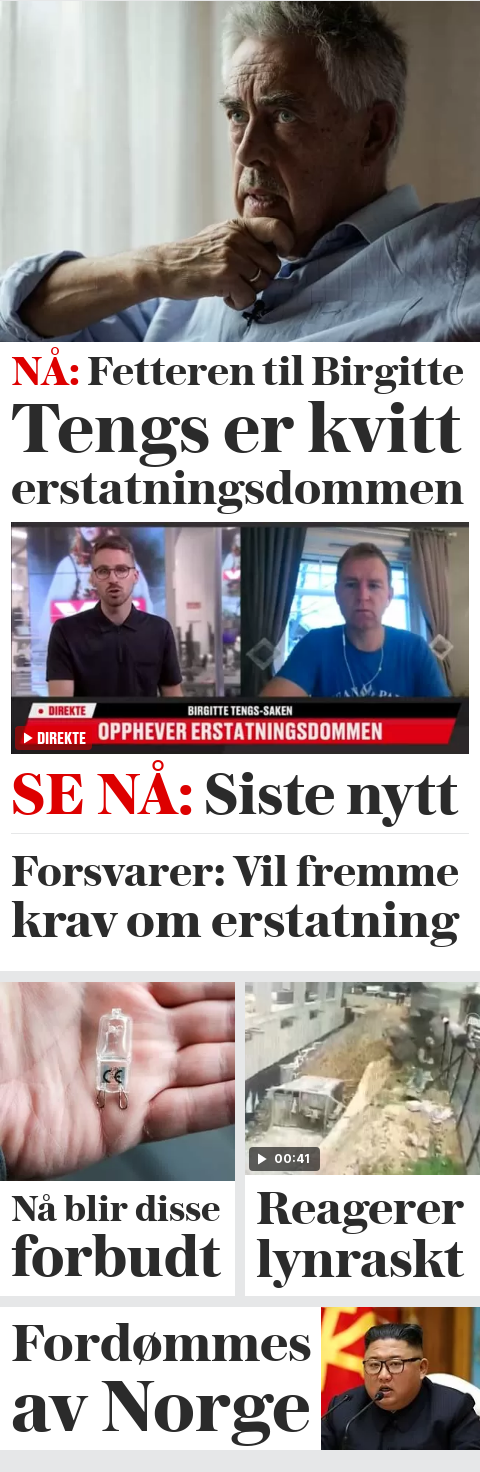 NÅ: Fetteren til Birgitte
Tengs er kvitt
erstatningsdommen
DIREKTE
BIRGITTE TENGS-SAKEN
OPPHEVER ERSTATNINGSDOMMEN
DIREKTE
SE NÅ: Siste nytt
Forsvarer: Vil fremme
krav om erstatning
CE
00:41
Nå blir disse
forbudt
Reagerer
lynraskt
Fordømmes
av Norge